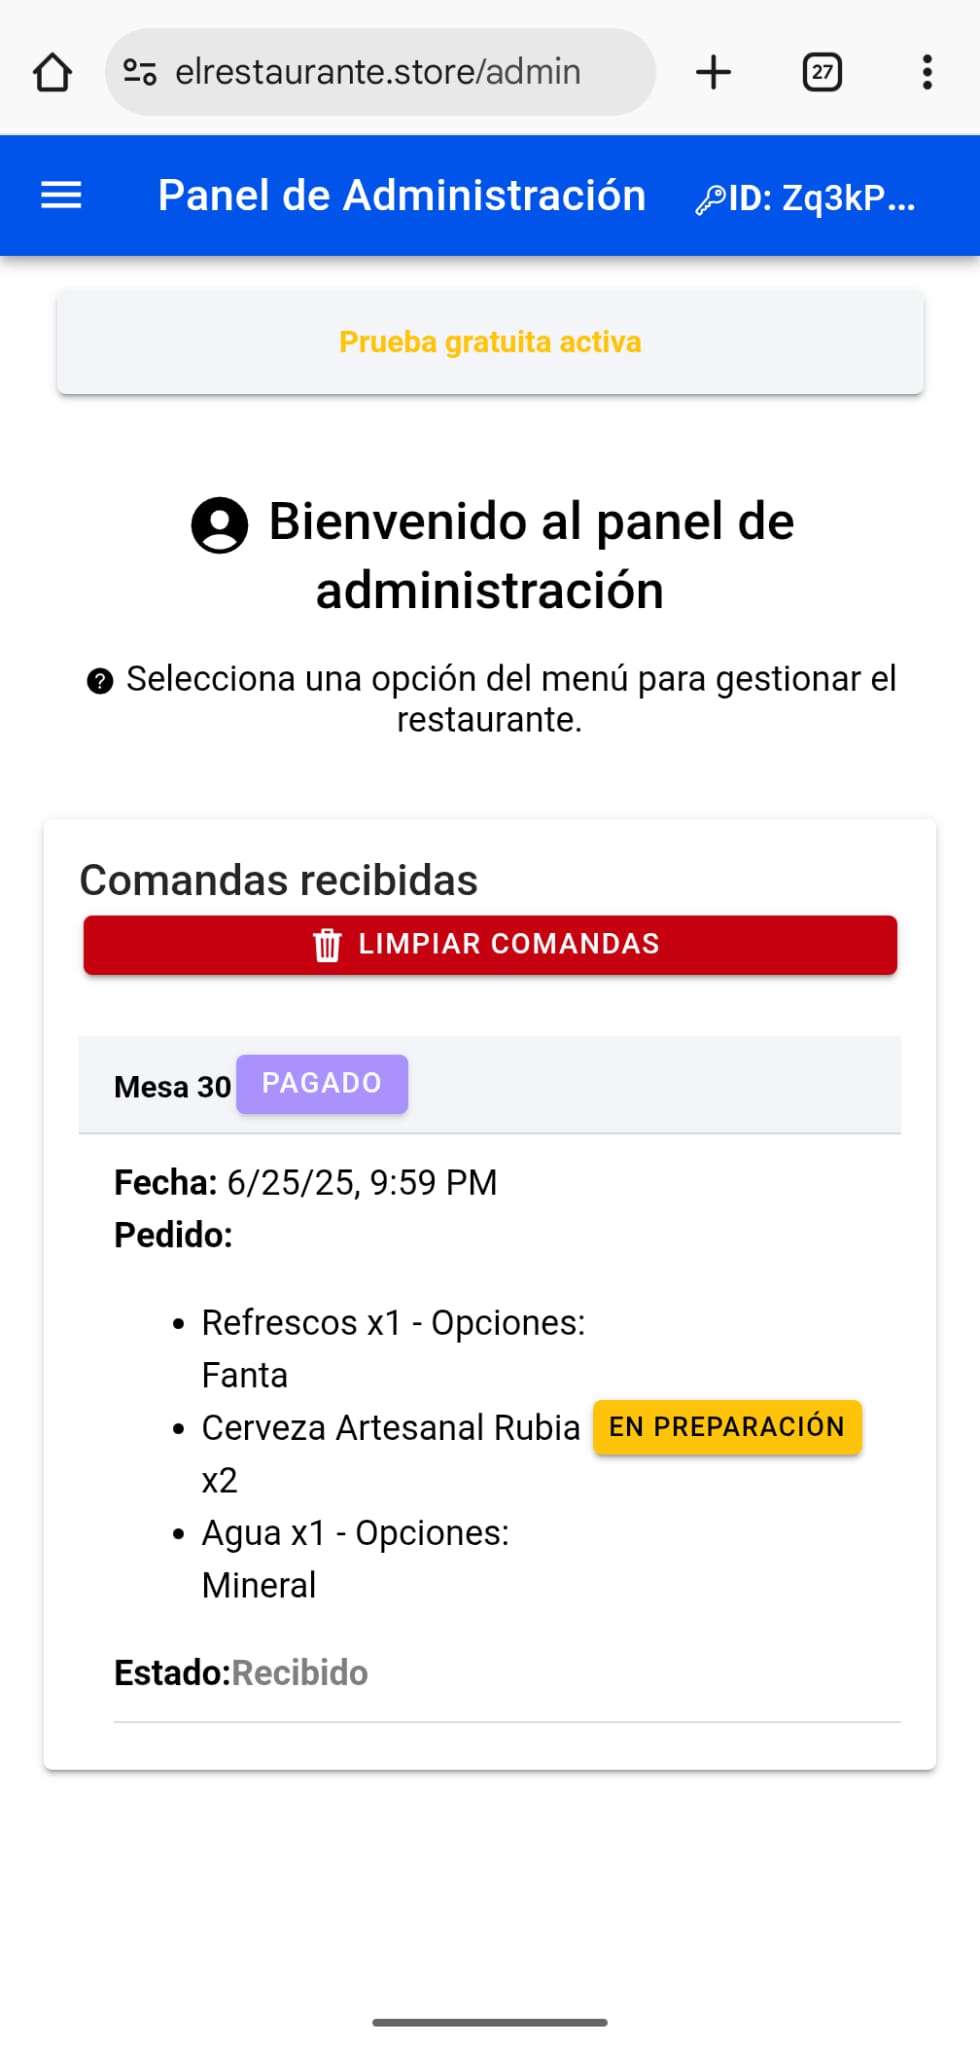 elrestaurante.store/admin
27
Panel de Administración
ID: Zq3kP...
Prueba gratuita activa
Bienvenido al panel de
administración
Selecciona una opción del menú para gestionar el
restaurante.
Comandas recibidas
LIMPIAR COMANDAS
Mesa 30 PAGADO
Fecha: 6/25/25, 9:59 PM
Pedido:
• Refrescos x1 - Opciones:
Fanta
• Cerveza Artesanal Rubia
x2
• Agua x1 - Opciones:
Mineral
EN PREPARACIÓN
Estado:Recibido